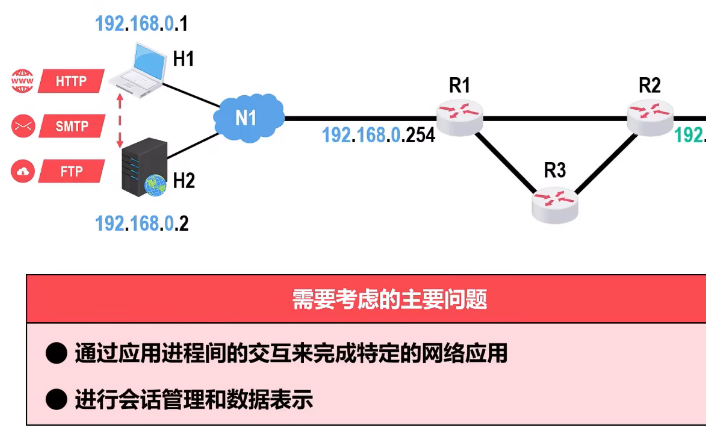 192.168.0.1
H1
www
HTTP
R1
R2
SMTP
N1
192.168.0.254
192.
FTP
H2
R3
192.168.0.2
需要考虑的主要问题
● 通过应用进程间的交互来完成特定的网络应用
● 进行会话管理和数据表示